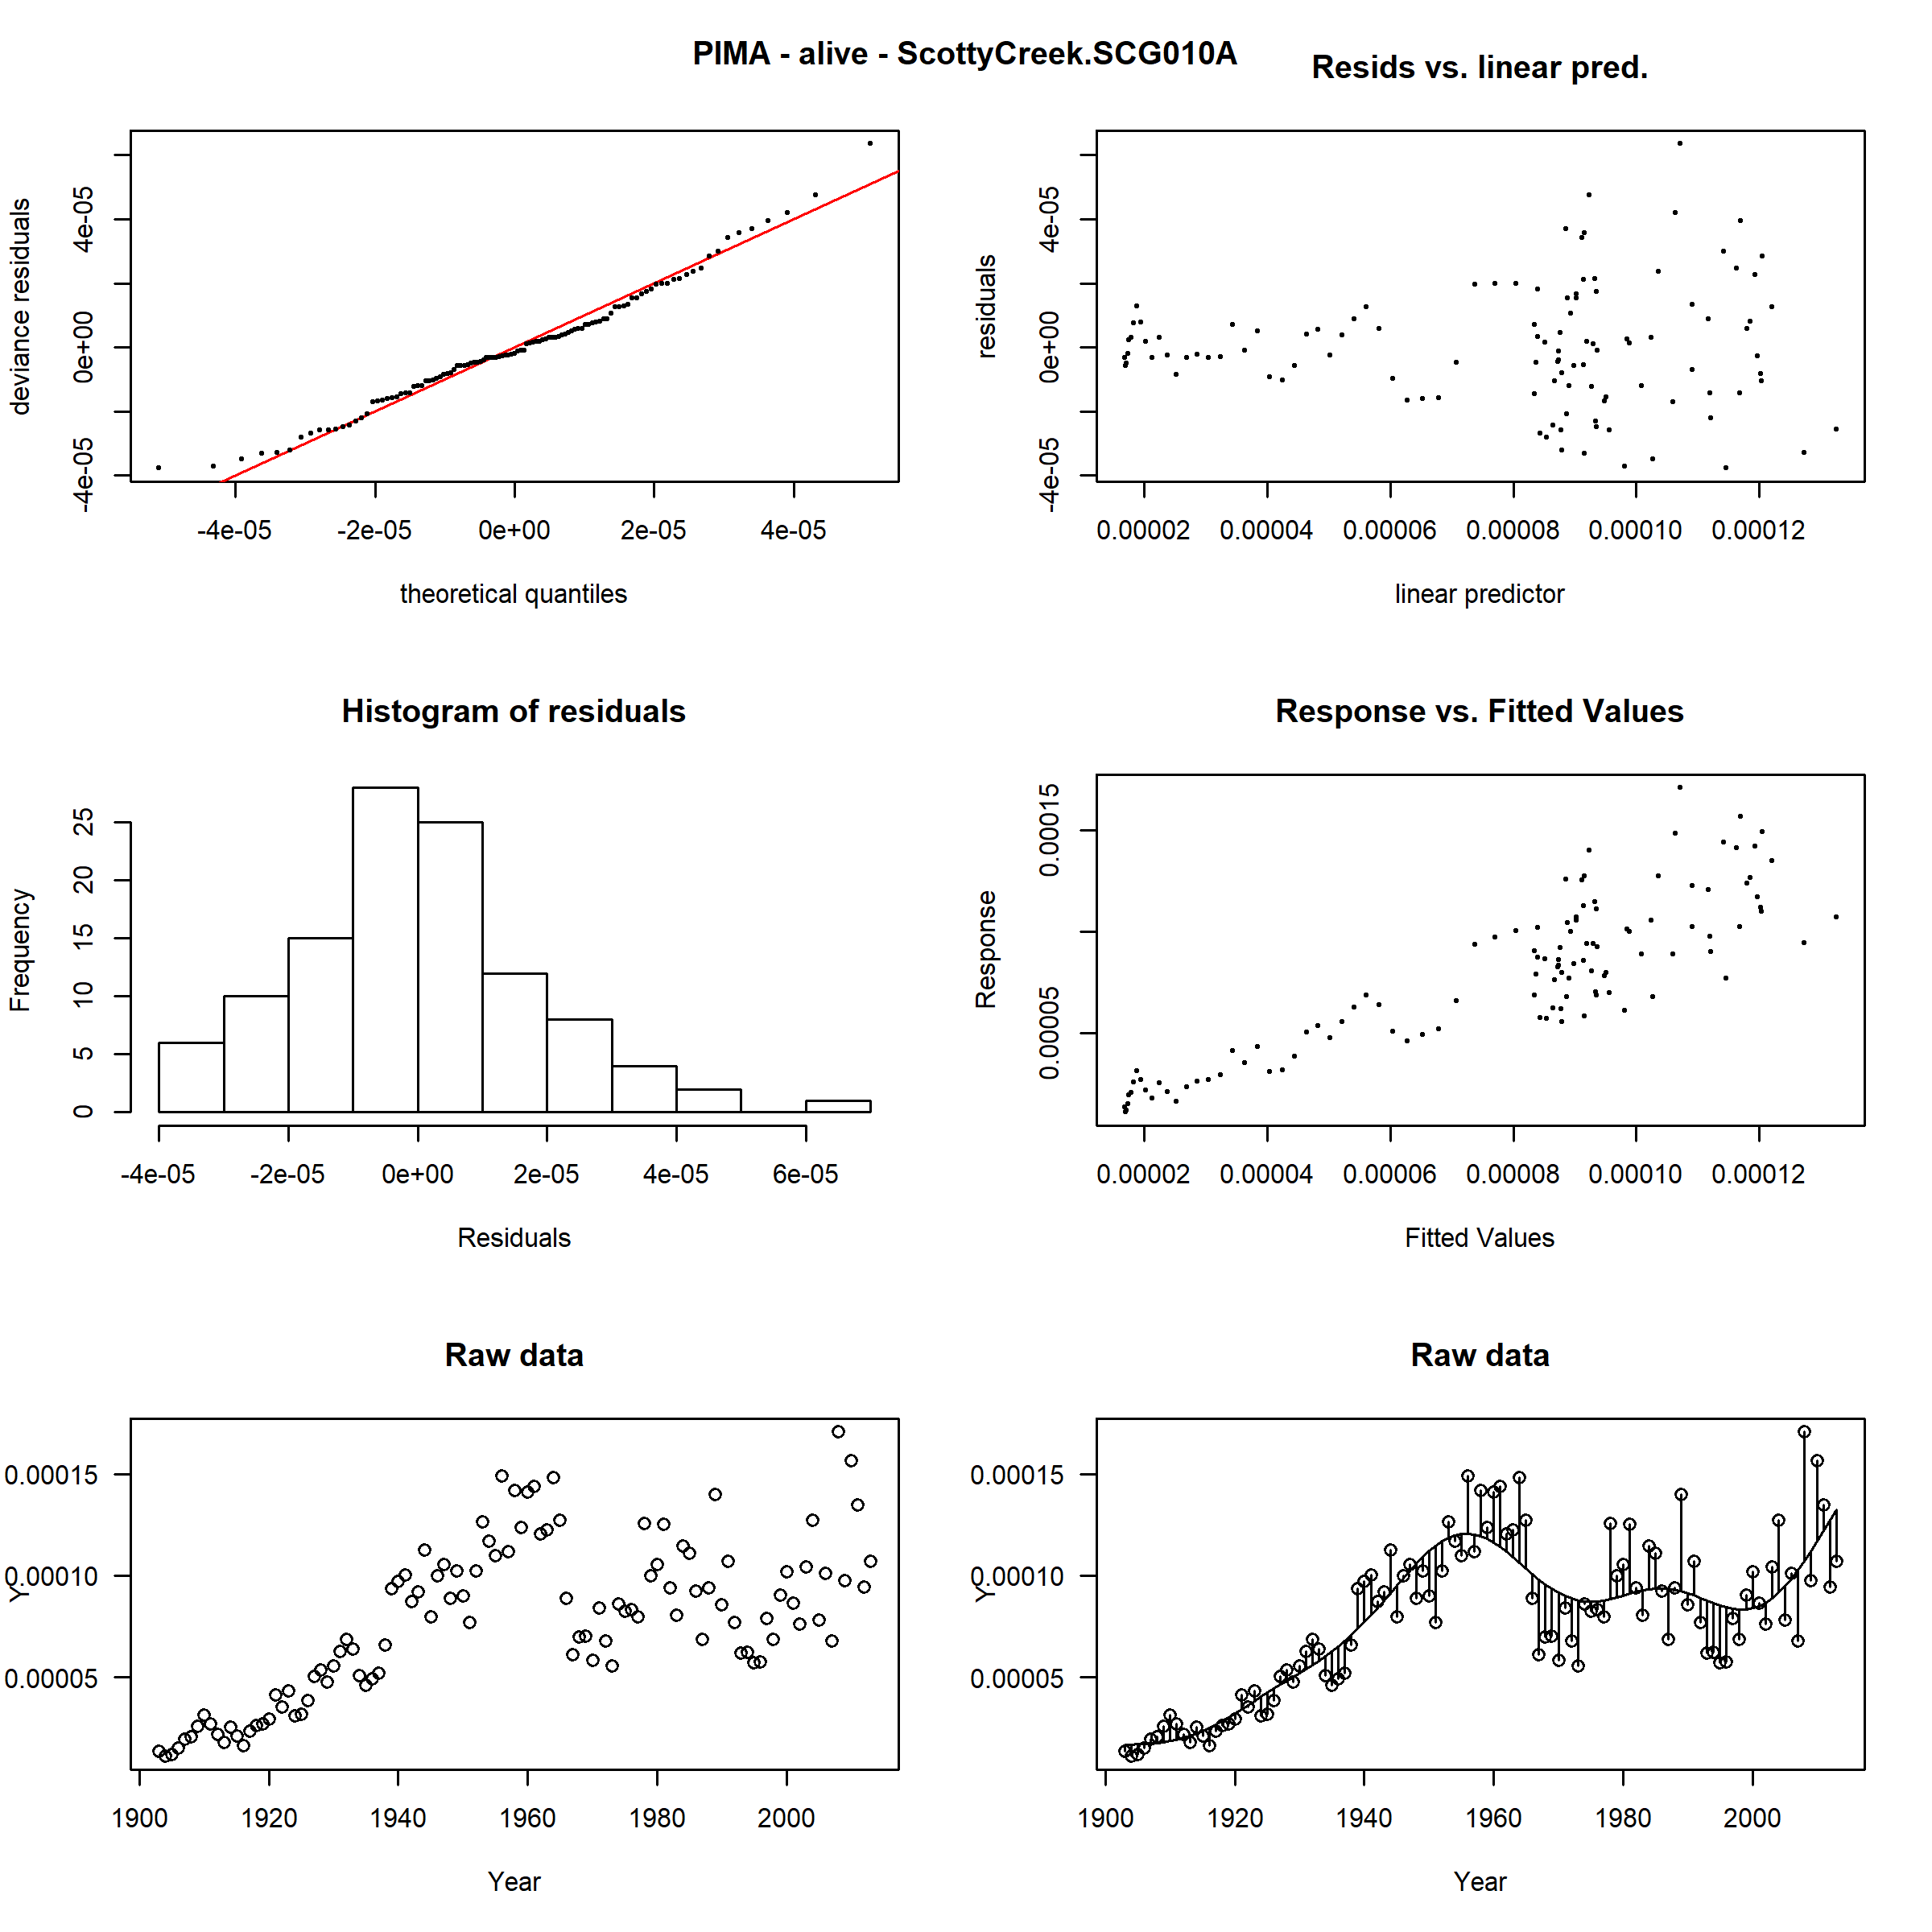 PIMA - alive - ScottyCreek.SCG010A
Resids vs. linear pred.
deviance residuals
4e-05
0e+00
-4e-05
-4e-05 -2e-05 0e+00 2e-05 4e-05
theoretical quantiles
residuals
4e-05
0e+00
-4e-05
0.00002 0.00004 0.00006 0.00008 0.00010 0.00012
linear predictor
Histogram of residuals
Frequency
25
20
15
10
5
0
-4e-05 -2e-05 0e+00 2e-05 4e-05 6e-05
Residuals
Response vs. Fitted Values
Response
0.00015
0.00005
0.00002 0.00004 0.00006 0.00008 0.00010 0.00012
Fitted Values
Raw data
Y
0.00015
0.00010
0.00005
1900 1920 1940 1960 1980 2000
Year
Raw data
Y
0.00015
0.00010
0.00005
1900 1920 1940 1960 1980 2000
Year